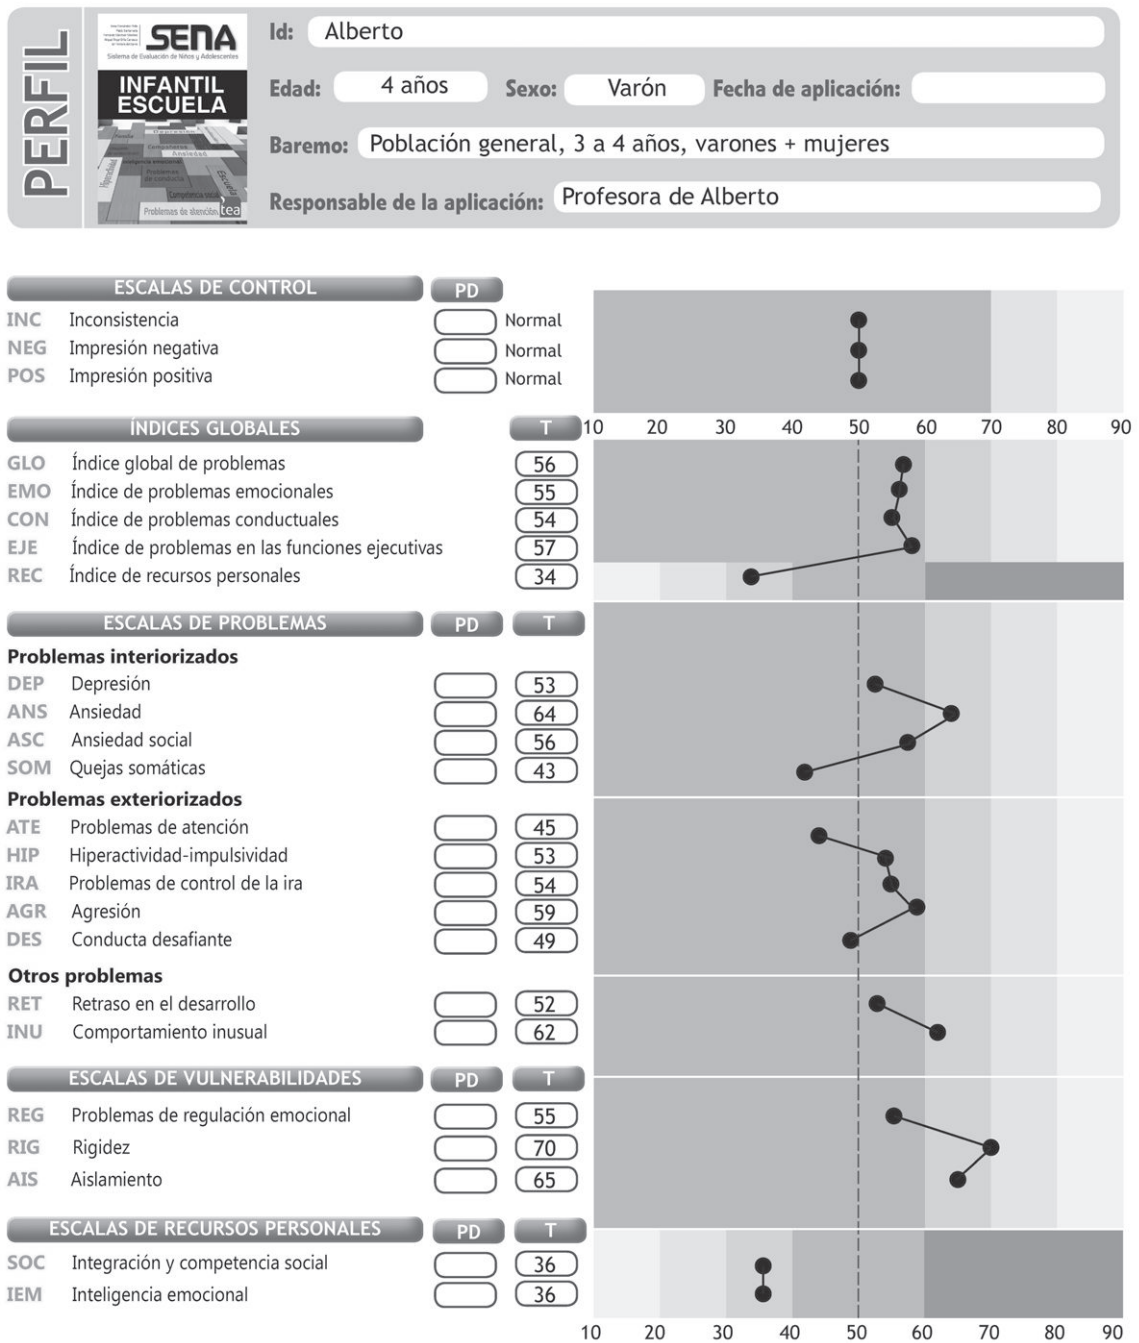 PERFIL
SENA
Sistema de Evaluación de Niños y Adolescentes
INFANTIL
ESCUELA
Problemas de atención
tea
Id: Alberto
Edad: 4 años Sexo: Varón Fecha de aplicación:
Baremo: Población general, 3 a 4 años, varones + mujeres
Responsable de la aplicación: Profesora de Alberto
ESCALAS DE CONTROL PD
INC Inconsistencia Normal
NEG Impresión negativa Normal
POS Impresión positiva Normal
ÍNDICES GLOBALES T 10 20 30 40 50 60 70 80 90
GLO Índice global de problemas 56
EMO Índice de problemas emocionales 55
CON Índice de problemas conductuales 54
EJE Índice de problemas en las funciones ejecutivas 57
REC Índice de recursos personales 34
ESCALAS DE PROBLEMAS PD T
Problemas interiorizados
DEP Depresión 53
ANS Ansiedad 64
ASC Ansiedad social 56
SOM Quejas somáticas 43
Problemas exteriorizados
ATE Problemas de atención 45
HIP Hiperactividad-impulsividad 53
IRA Problemas de control de la ira 54
AGR Agresión 59
DES Conducta desafiante 49
Otros problemas
RET Retraso en el desarrollo 52
INU Comportamiento inusual 62
ESCALAS DE VULNERABILIDADES PD T
REG Problemas de regulación emocional 55
RIG Rigidez 70
AIS Aislamiento 65
ESCALAS DE RECURSOS PERSONALES PD T
SOC Integración y competencia social 36
IEM Inteligencia emocional 36
10 20 30 40 50 60 70 80 90